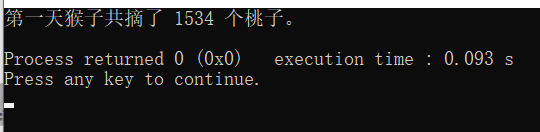 第一天猴子共摘了 1534 个桃子。
Process returned 0 (0x0)   execution time : 0.093 s
Press any key to continue.